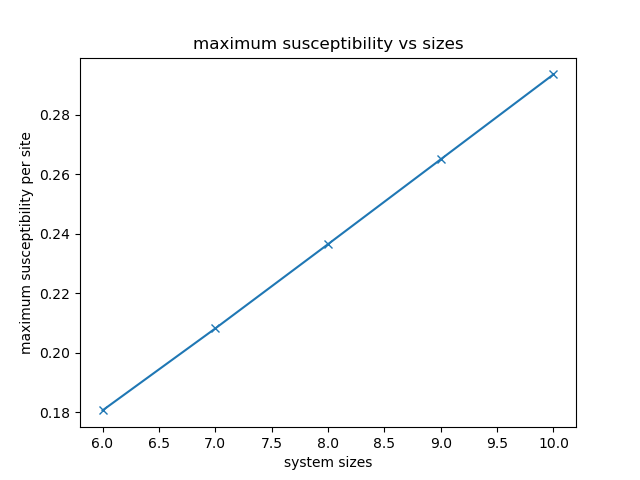 maximum susceptibility vs sizes
maximum susceptibility per site
0.28
0.26
0.24
0.22
0.20
0.18
6.0 6.5 7.0 7.5 8.0 8.5 9.0 9.5 10.0
system sizes